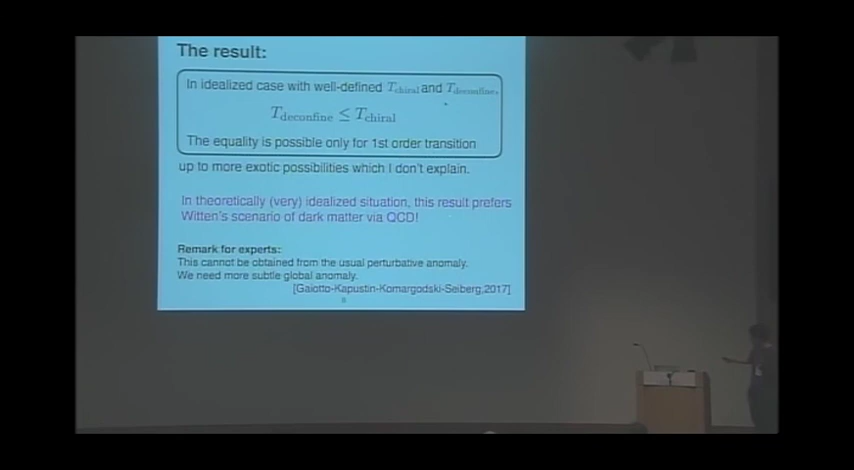 The result:
In idealized case with well-defined T_chiral and T_deconfine,
T_deconfine ≤ T_chiral
The equality is possible only for 1st order transition
up to more exotic possibilities which I don't explain.
In theoretically (very) idealized situation, this result prefers
Witten's scenario of dark matter via QCD!
Remark for experts:
This cannot be obtained from the usual perturbative anomaly.
We need more subtle global anomaly.
[Gaiotto-Kapustin-Komargodski-Seiberg,2017]